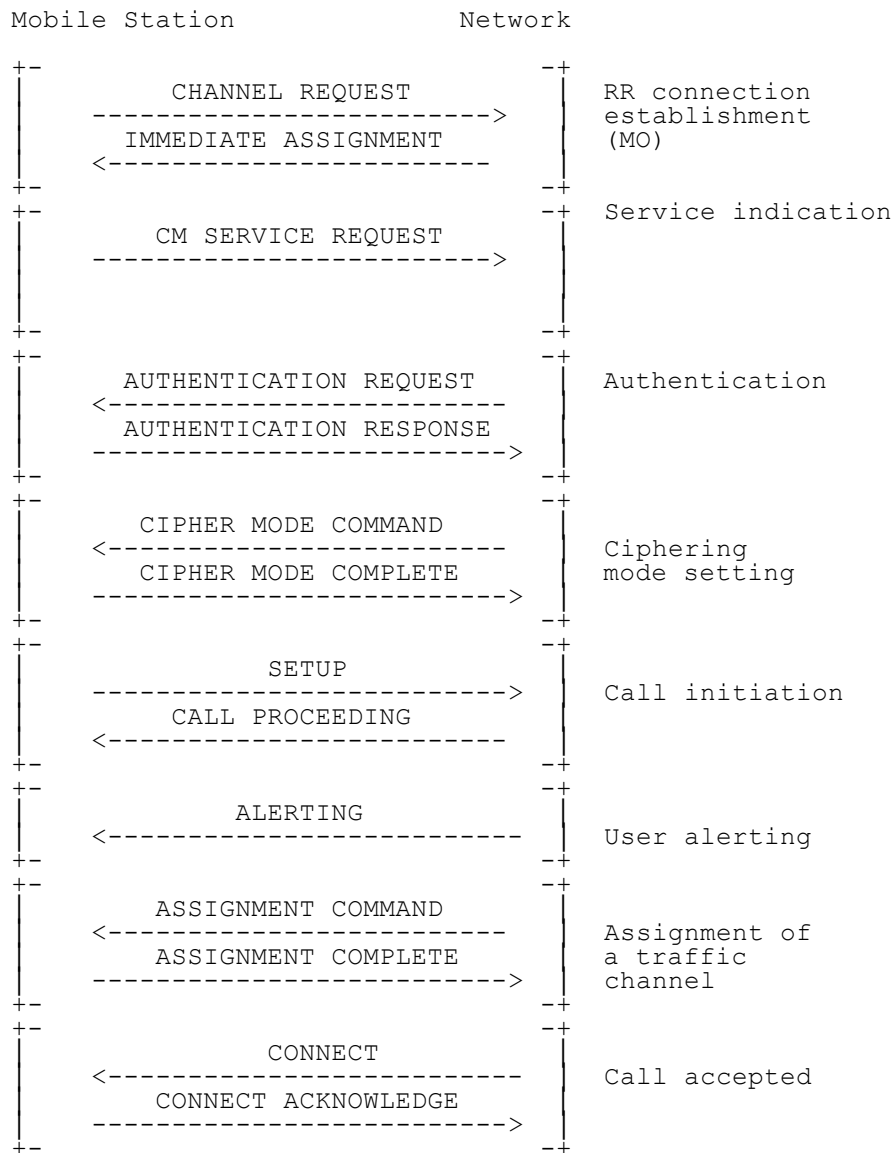 Mobile Station Network
CHANNEL REQUEST RR connection
establishment
IMMEDIATE ASSIGNMENT (MO)
Service indication
CM SERVICE REQUEST
AUTHENTICATION REQUEST Authentication
AUTHENTICATION RESPONSE
CIPHER MODE COMMAND
Ciphering
CIPHER MODE COMPLETE mode setting
SETUP
Call initiation
CALL PROCEEDING
ALERTING
User alerting
ASSIGNMENT COMMAND
Assignment of
ASSIGNMENT COMPLETE a traffic
channel
CONNECT
Call accepted
CONNECT ACKNOWLEDGE